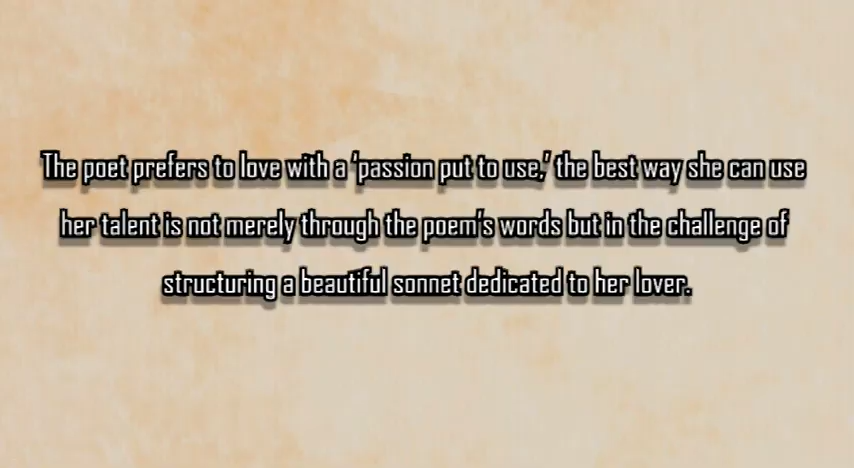 The poet prefers to love with a 'passion put to use,' the best way she can use
her talent is not merely through the poem's words but in the challenge of
structuring a beautiful sonnet dedicated to her lover.